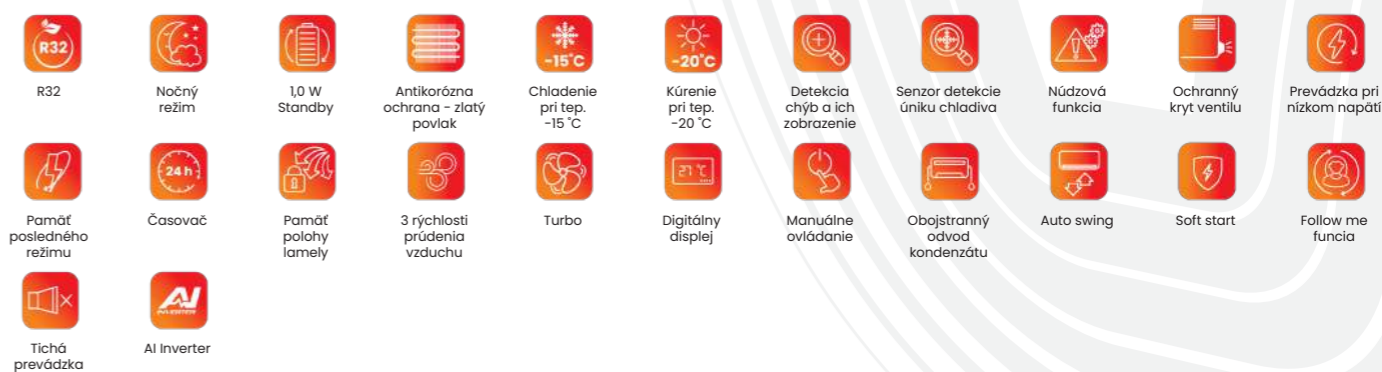 R32
-15°C
-20°C
R32
Nočný
režim
1,0 W
Standby
Antikorózna
ochrana - zlatý
povlak
Chladenie
pri tep.
-15 °C
Kúrenie
pri tep.
-20 °C
Detekcia
chýb a ich
zobrazenie
Senzor detekcie
úniku chladiva
Núdzová
funkcia
Ochranný
kryt ventilu
Prevádzka pri
nízkom napätí
24 h
21 °C
Pamäť
posledného
režimu
Časovač
Pamäť
polohy
lamely
3 rýchlosti
prúdenia
vzduchu
Turbo
Digitálny
displej
Manuálne
ovládanie
Obojstranný
odvod
kondenzátu
Auto swing
Soft start
Follow me
funcia
AI
INVERTER
Tichá
prevádzka
AI Inverter